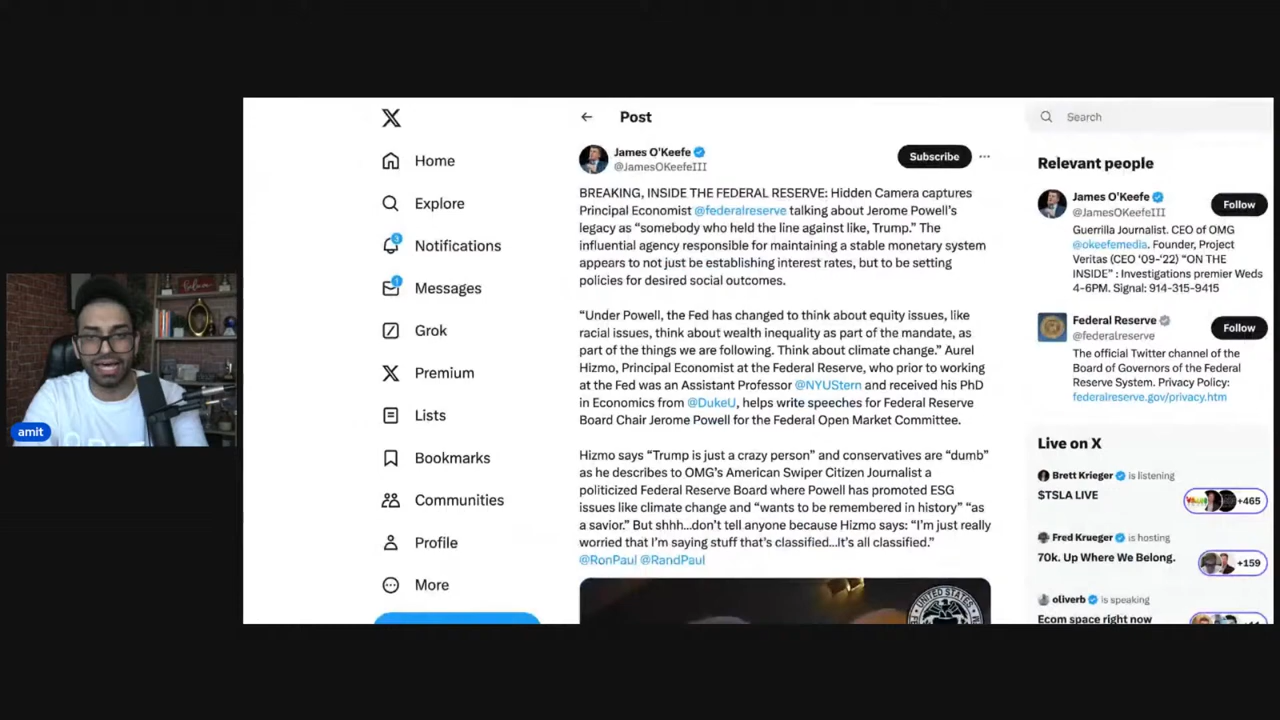 amit
Home
Explore
3
Notifications
1
Messages
Grok
Premium
Lists
Bookmarks
Communities
Profile
More
Post
James O'Keefe
@JamesOKeefeIII
Subscribe
BREAKING, INSIDE THE FEDERAL RESERVE: Hidden Camera captures
Principal Economist @federalreserve talking about Jerome Powell's
legacy as “somebody who held the line against like, Trump.” The
influential agency responsible for maintaining a stable monetary system
appears to not just be establishing interest rates, but to be setting
policies for desired social outcomes.
“Under Powell, the Fed has changed to think about equity issues, like
racial issues, think about wealth inequality as part of the mandate, as
part of the things we are following. Think about climate change.” Aurel
Hizmo, Principal Economist at the Federal Reserve, who prior to working
at the Fed was an Assistant Professor @NYUStern and received his PhD
in Economics from @DukeU, helps write speeches for Federal Reserve
Board Chair Jerome Powell for the Federal Open Market Committee.
Hizmo says “Trump is just a crazy person” and conservatives are “dumb”
as he describes to OMG's American Swiper Citizen Journalist a
politicized Federal Reserve Board where Powell has promoted ESG
issues like climate change and “wants to be remembered in history” “as
a savior.” But shhh...don't tell anyone because Hizmo says: “I'm just really
worried that I'm saying stuff that's classified...It's all classified.”
@RonPaul @RandPaul
UNITED STATES
Search
Relevant people
James O'Keefe
@JamesOKeefeIII
Follow
Guerrilla Journalist. CEO of OMG
@okeefemedia. Founder, Project
Veritas (CEO '09-'22) “ON THE
INSIDE” : Investigations premier Weds
4-6PM. Signal: 914-315-9415
Federal Reserve
@federalreserve
Follow
The official Twitter channel of the
Board of Governors of the Federal
Reserve System. Privacy Policy:
federalreserve.gov/privacy.htm
Live on X
Brett Krieger is listening
$TSLA LIVE
+465
Fred Krueger is hosting
70k. Up Where We Belong.
+159
oliverb is speaking
Ecom space right now